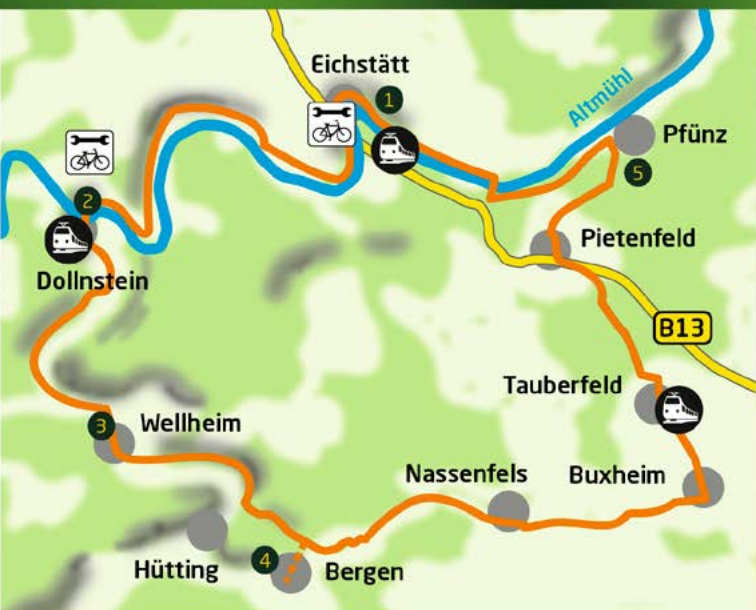 Eichstätt
1
Altmühl
Pfünz
5
2
Pietenfeld
Dollnstein
B13
Tauberfeld
3
Wellheim
Nassenfels
Buxheim
Hütting
4
Bergen